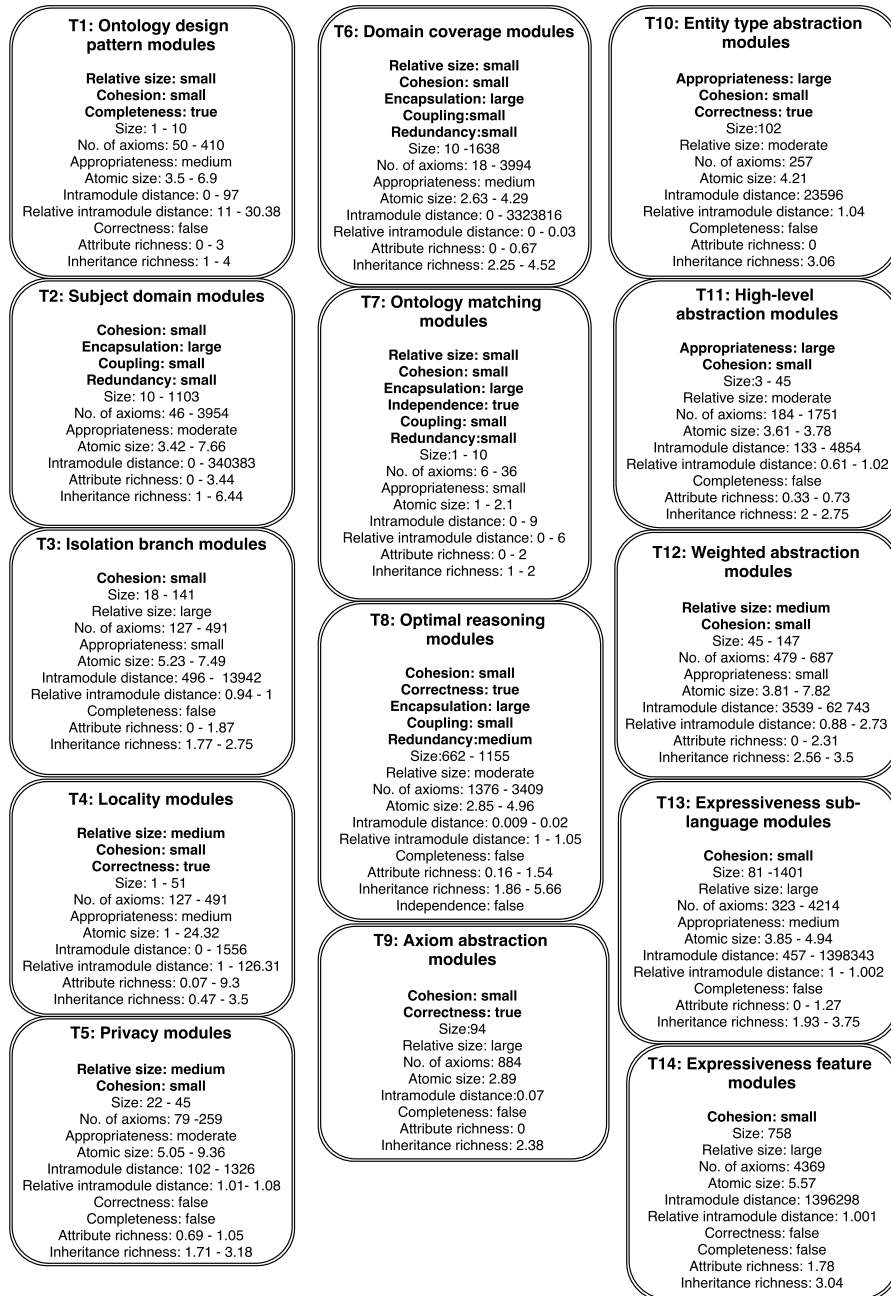 T1: Ontology design
pattern modules
Relative size: small
Cohesion: small
Completeness: true
Size: 1 - 10
No. of axioms: 50 - 410
Appropriateness: medium
Atomic size: 3.5 - 6.9
Intramodule distance: 0 - 97
Relative intramodule distance: 11 - 30.38
Correctness: false
Attribute richness: 0 - 3
Inheritance richness: 1 - 4
T2: Subject domain modules
Cohesion: small
Encapsulation: large
Coupling: small
Redundancy: small
Size: 10 - 1103
No. of axioms: 46 - 3954
Appropriateness: moderate
Atomic size: 3.42 - 7.66
Intramodule distance: 0 - 340383
Attribute richness: 0 - 3.44
Inheritance richness: 1 - 6.44
T3: Isolation branch modules
Cohesion: small
Size: 18 - 141
Relative size: large
No. of axioms: 127 - 491
Appropriateness: small
Atomic size: 5.23 - 7.49
Intramodule distance: 496 - 13942
Relative intramodule distance: 0.94 - 1
Completeness: false
Attribute richness: 0 - 1.87
Inheritance richness: 1.77 - 2.75
T4: Locality modules
Relative size: medium
Cohesion: small
Correctness: true
Size: 1 - 51
No. of axioms: 127 - 491
Appropriateness: medium
Atomic size: 1 - 24.32
Intramodule distance: 0 - 1556
Relative intramodule distance: 1 - 126.31
Attribute richness: 0.07 - 9.3
Inheritance richness: 0.47 - 3.5
T5: Privacy modules
Relative size: medium
Cohesion: small
Size: 22 - 45
No. of axioms: 79 -259
Appropriateness: moderate
Atomic size: 5.05 - 9.36
Intramodule distance: 102 - 1326
Relative intramodule distance: 1.01- 1.08
Correctness: false
Completeness: false
Attribute richness: 0.69 - 1.05
Inheritance richness: 1.71 - 3.18
T6: Domain coverage modules
Relative size: small
Cohesion: small
Encapsulation: large
Coupling:small
Redundancy:small
Size: 10 -1638
No. of axioms: 18 - 3994
Appropriateness: medium
Atomic size: 2.63 - 4.29
Intramodule distance: 0 - 3323816
Relative intramodule distance: 0 - 0.03
Attribute richness: 0 - 0.67
Inheritance richness: 2.25 - 4.52
T7: Ontology matching
modules
Relative size: small
Cohesion: small
Encapsulation: large
Independence: true
Coupling: small
Redundancy:small
Size:1 - 10
No. of axioms: 6 - 36
Appropriateness: small
Atomic size: 1 - 2.1
Intramodule distance: 0 - 9
Relative intramodule distance: 0 - 6
Attribute richness: 0 - 2
Inheritance richness: 1 - 2
T8: Optimal reasoning
modules
Cohesion: small
Correctness: true
Encapsulation: large
Coupling: small
Redundancy:medium
Size:662 - 1155
Relative size: moderate
No. of axioms: 1376 - 3409
Atomic size: 2.85 - 4.96
Intramodule distance: 0.009 - 0.02
Relative intramodule distance: 1 - 1.05
Completeness: false
Attribute richness: 0.16 - 1.54
Inheritance richness: 1.86 - 5.66
Independence: false
T9: Axiom abstraction
modules
Cohesion: small
Correctness: true
Size:94
Relative size: large
No. of axioms: 884
Atomic size: 2.89
Intramodule distance:0.07
Completeness: false
Attribute richness: 0
Inheritance richness: 2.38
T10: Entity type abstraction
modules
Appropriateness: large
Cohesion: small
Correctness: true
Size:102
Relative size: moderate
No. of axioms: 257
Atomic size: 4.21
Intramodule distance: 23596
Relative intramodule distance: 1.04
Completeness: false
Attribute richness: 0
Inheritance richness: 3.06
T11: High-level
abstraction modules
Appropriateness: large
Cohesion: small
Size:3 - 45
Relative size: moderate
No. of axioms: 184 - 1751
Atomic size: 3.61 - 3.78
Intramodule distance: 133 - 4854
Relative intramodule distance: 0.61 - 1.02
Completeness: false
Attribute richness: 0.33 - 0.73
Inheritance richness: 2 - 2.75
T12: Weighted abstraction
modules
Relative size: medium
Cohesion: small
Size: 45 - 147
No. of axioms: 479 - 687
Appropriateness: small
Atomic size: 3.81 - 7.82
Intramodule distance: 3539 - 62 743
Relative intramodule distance: 0.88 - 2.73
Attribute richness: 0 - 2.31
Inheritance richness: 2.56 - 3.5
T13: Expressiveness sub-
language modules
Cohesion: small
Size: 81 -1401
Relative size: large
No. of axioms: 323 - 4214
Appropriateness: medium
Atomic size: 3.85 - 4.94
Intramodule distance: 457 - 1398343
Relative intramodule distance: 1 - 1.002
Completeness: false
Attribute richness: 0 - 1.27
Inheritance richness: 1.93 - 3.75
T14: Expressiveness feature
modules
Cohesion: small
Size: 758
Relative size: large
No. of axioms: 4369
Atomic size: 5.57
Intramodule distance: 1396298
Relative intramodule distance: 1.001
Correctness: false
Completeness: false
Attribute richness: 1.78
Inheritance richness: 3.04